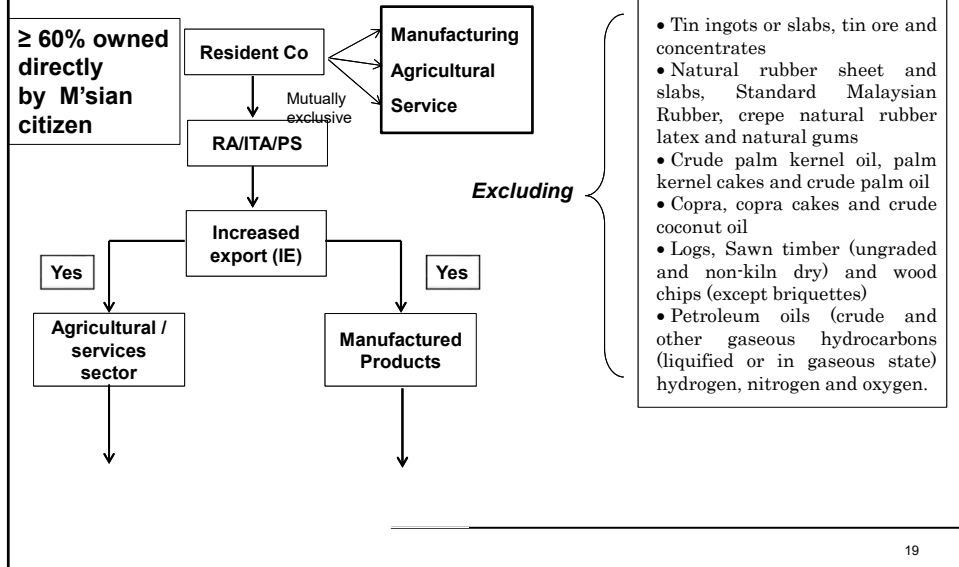 ≥ 60% owned
directly
by M'sian
citizen
Resident Co
Manufacturing
Agricultural
Service
Mutually
exclusive
RA/ITA/PS
Increased
export (IE)
Yes
Yes
Agricultural /
services
sector
Manufactured
Products
Excluding
• Tin ingots or slabs, tin ore and
concentrates
• Natural rubber sheet and
slabs, Standard Malaysian
Rubber, crepe natural rubber
latex and natural gums
• Crude palm kernel oil, palm
kernel cakes and crude palm oil
• Copra, copra cakes and crude
coconut oil
• Logs, Sawn timber (ungraded
and non-kiln dry) and wood
chips (except briquettes)
• Petroleum oils (crude and
other gaseous hydrocarbons
(liquified or in gaseous state)
hydrogen, nitrogen and oxygen.
19